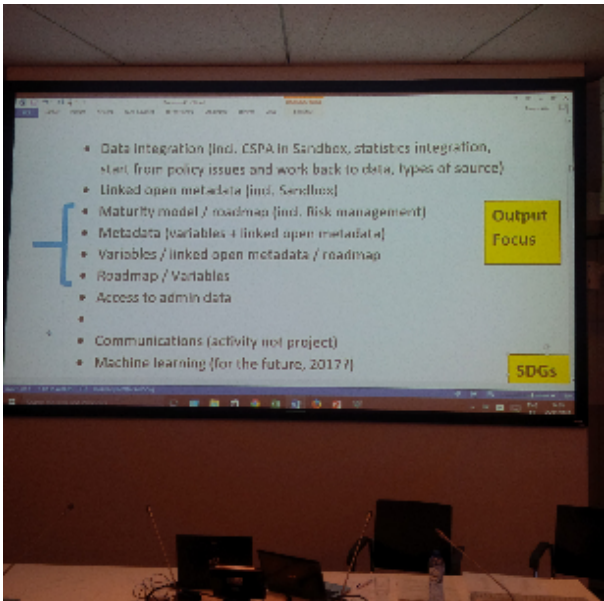 • Data integration (incl. CSPA in Sandbox, statistics integration,
start from policy issues and work back to data, types of source)
• Linked open metadata (incl. Sandbox)
• Maturity model / roadmap (incl. Risk management)
• Metadata (variables + linked open metadata)
• Variables / linked open metadata / roadmap
• Roadmap / Variables
• Access to admin data
•
• Communications (activity not project)
• Machine learning (for the future, 2017?)
Output
Focus
SDGs